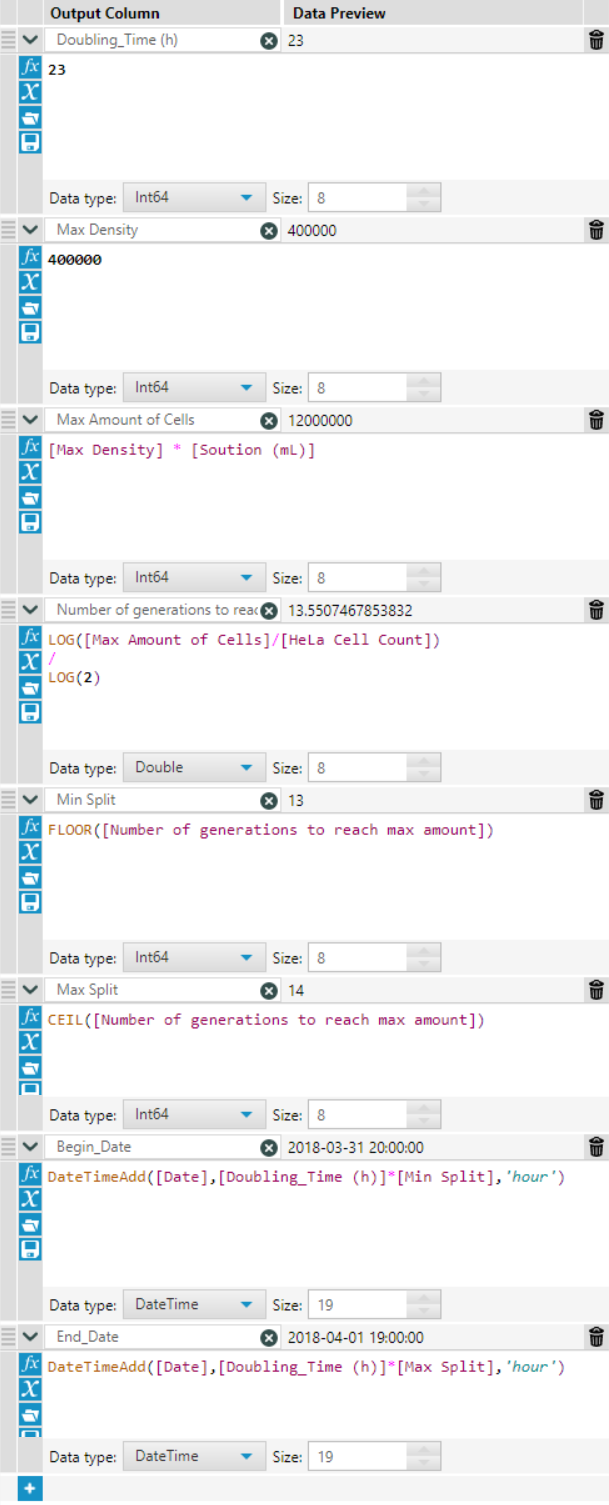 Output Column Data Preview
Doubling_Time (h) 23
23
Data type: Int64 Size: 8
Max Density 400000
400000
Data type: Int64 Size: 8
Max Amount of Cells 12000000
[Max Density] * [Soution (mL)]
Data type: Int64 Size: 8
Number of generations to reac 13.5507467853832
LOG([Max Amount of Cells]/[HeLa Cell Count])
/
LOG(2)
Data type: Double Size: 8
Min Split 13
FLOOR([Number of generations to reach max amount])
Data type: Int64 Size: 8
Max Split 14
CEIL([Number of generations to reach max amount])
Data type: Int64 Size: 8
Begin_Date 2018-03-31 20:00:00
DateTimeAdd([Date],[Doubling_Time (h)]*[Min Split],'hour')
Data type: DateTime Size: 19
End_Date 2018-04-01 19:00:00
DateTimeAdd([Date],[Doubling_Time (h)]*[Max Split],'hour')
Data type: DateTime Size: 19